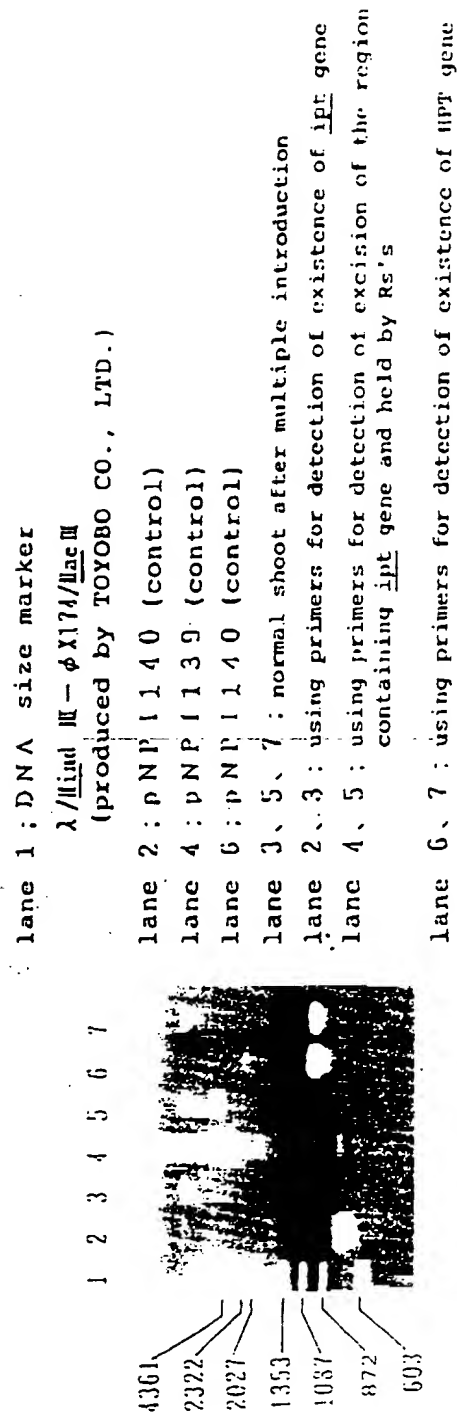 lane 1 ; DNA size marker
λ/Hind Ⅲ - φX174/Hae Ⅲ
(produced by TOYOBO CO., LTD.)
lane 2 ; pNPI140 (control)
lane 4 ; pNPI139 (control)
lane 6 ; pNPI140 (control)
lane 3、5、7 ; normal shoot after multiple introduction
lane 2、3 ; using primers for detection of existence of ipt gene
lane 4、5 ; using primers for detection of excision of the region
containing ipt gene and held by Rs's
lane 6、7 ; using primers for detection of existence of HPT gene
1 2 3 4 5 6 7
4361
2322
2027
1353
1087
872
603